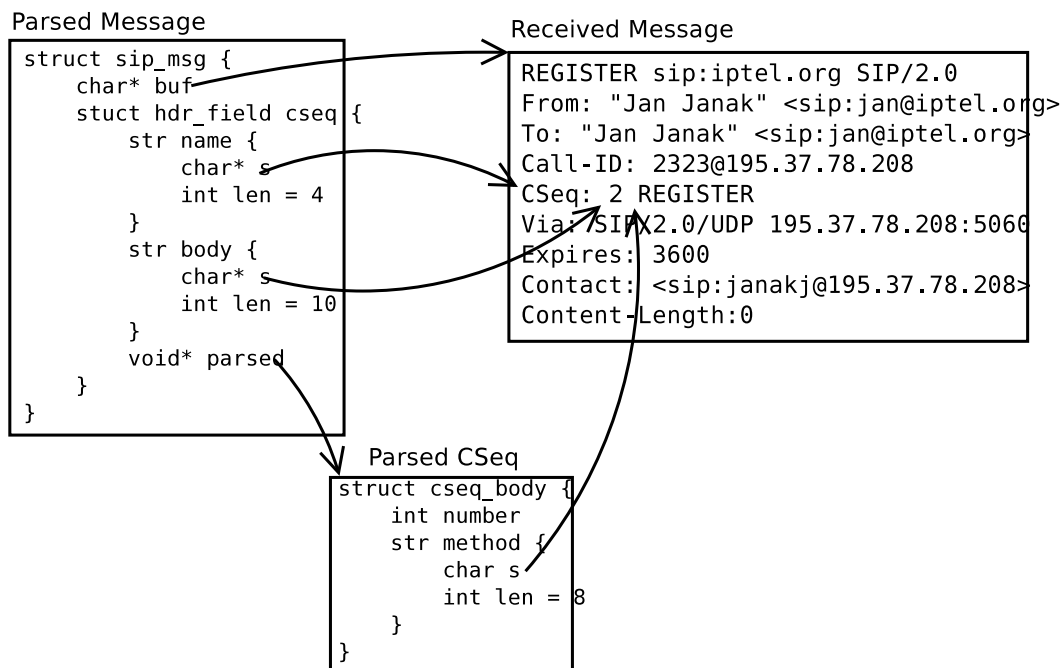 Parsed Message
struct sip_msg {
char* buf
stuct hdr_field cseq {
str name {
char* s
int len = 4
}
str body {
char* s
int len = 10
}
void* parsed
}
}
Received Message
REGISTER sip:iptel.org SIP/2.0
From: "Jan Janak" <sip:jan@iptel.org>
To: "Jan Janak" <sip:jan@iptel.org>
Call-ID: 2323@195.37.78.208
CSeq: 2 REGISTER
Via: SIP/2.0/UDP 195.37.78.208:5060
Expires: 3600
Contact: <sip:janakj@195.37.78.208>
Content-Length:0
Parsed CSeq
struct cseq_body {
int number
str method {
char s
int len = 8
}
}